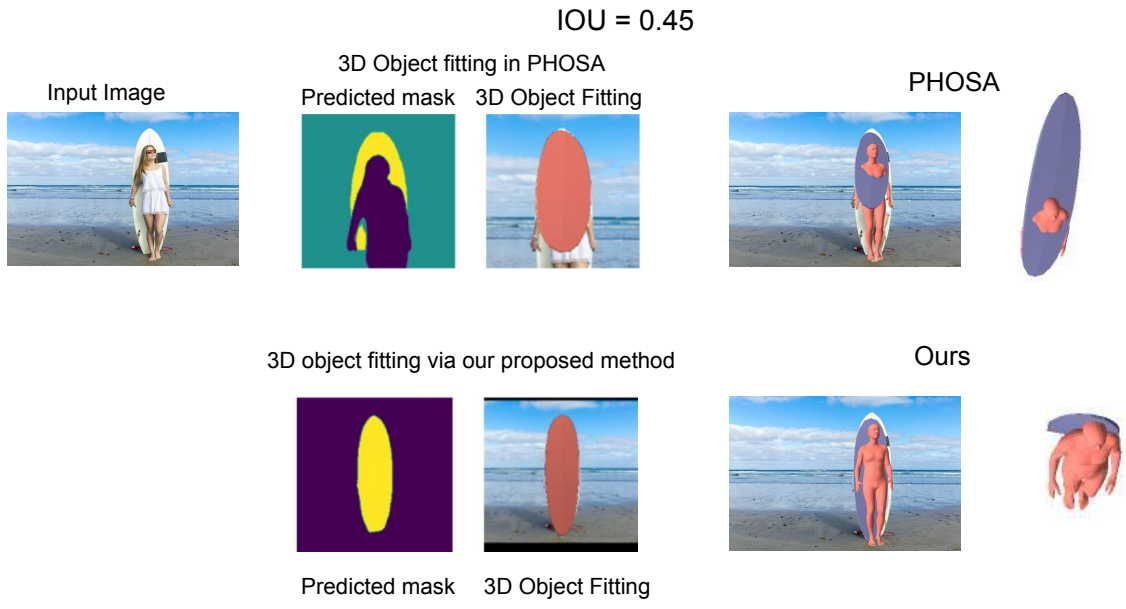 IOU = 0.45
3D Object fitting in PHOSA
Input Image
Predicted mask
3D Object Fitting
PHOSA
3D object fitting via our proposed method
Ours
Predicted mask
3D Object Fitting